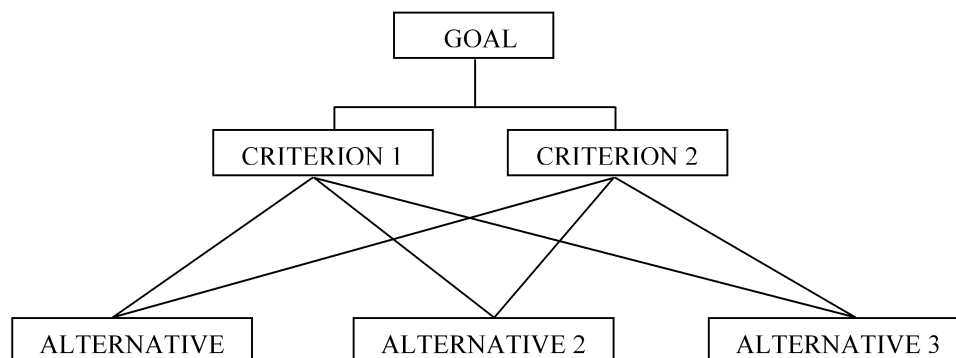 GOAL
CRITERION 1
CRITERION 2
ALTERNATIVE
ALTERNATIVE 2
ALTERNATIVE 3